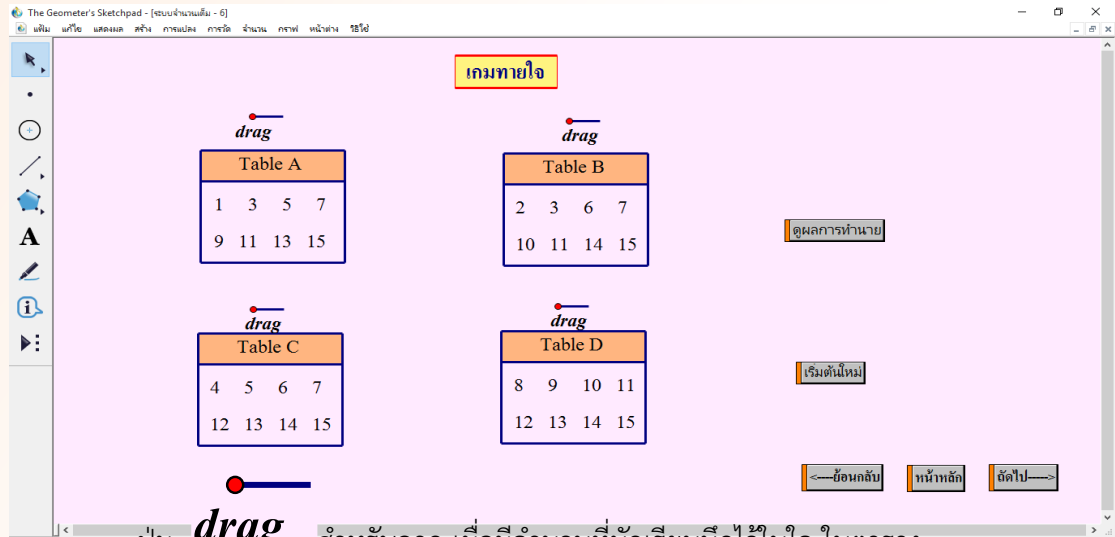 The Geometer's Sketchpad - [ระบบจำนวนเต็ม - 6]
แฟ้ม แก้ไข แสดงผล สร้าง การแปลง การวัด จำนวน กราฟ หน้าต่าง วิธีใช้
เกมทายใจ
drag
drag
Table A
Table B
1 3 5 7
9 11 13 15
2 3 6 7
10 11 14 15
ดูผลการทำนาย
drag
drag
Table C
Table D
4 5 6 7
12 13 14 15
8 9 10 11
12 13 14 15
เริ่มต้นใหม่
<----ย้อนกลับ
หน้าหลัก
ถัดไป----->
A
drag